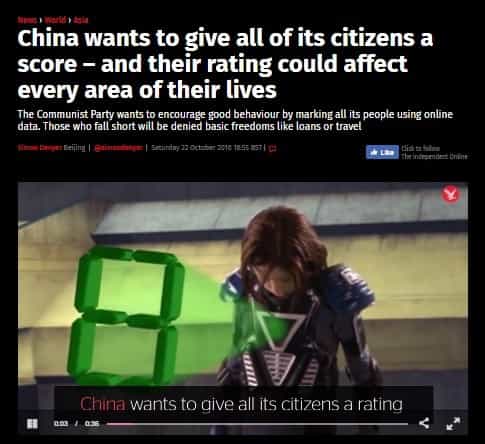 News › World › Asia
China wants to give all of its citizens a
score – and their rating could affect
every area of their lives
The Communist Party wants to encourage good behaviour by marking all its people using online
data. Those who fall short will be denied basic freedoms like loans or travel
Simon Denyer Beijing | @simondenyer | Saturday 22 October 2016 18:55 BST |
Like
Click to follow
The Independent Online
China wants to give all its citizens a rating
0:03 / 0:36